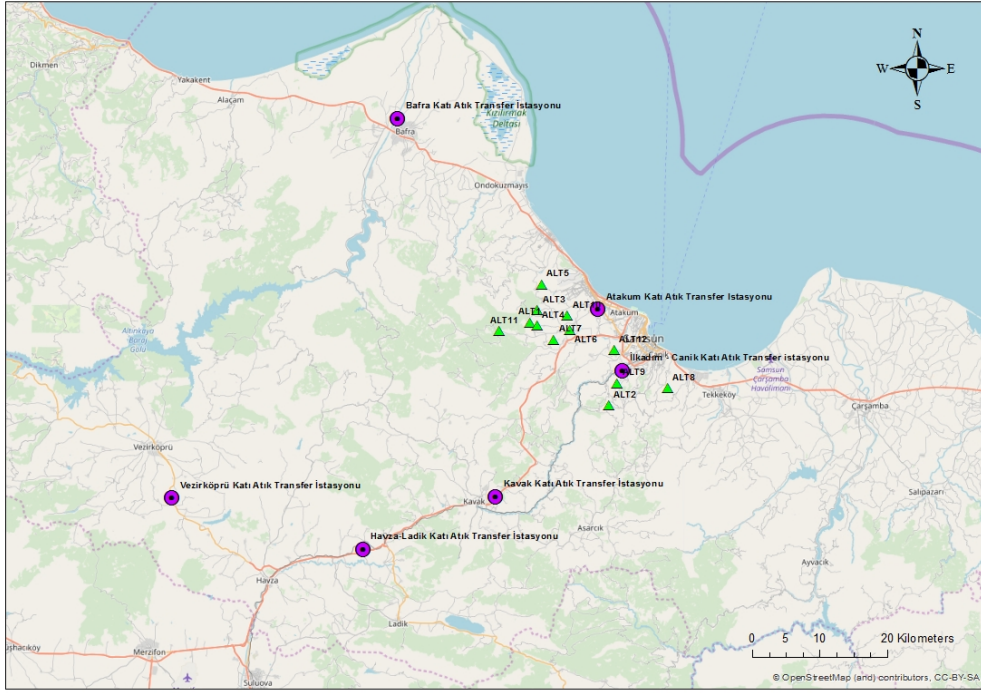 N
W
E
S
Dikmen
Yakakent
Alaçam
Bafra Katı Atık Transfer İstasyonu
Bafra
Kızılırmak
Deltası
Ondokuzmayıs
ALT5
ALT3
ALT10
Atakum Katı Atık Transfer İstasyonu
Atakum
ALT1
ALT4
ALT11
ALT7
ALT6
ALT12
Altınkaya
Baraj
Gölü
İlkadım - Canik Katı Atık Transfer istasyonu
ALT9
ALT8
ALT2
Samsun
Çarşamba
Havalimanı
Tekkeköy
Çarşamba
Vezirköprü
Vezirköprü Katı Atık Transfer İstasyonu
Kavak Katı Atık Transfer İstasyonu
Kavak
Salıpazarı
Asarcık
Havza-Ladik Katı Atık Transfer İstasyonu
Havza
Ayvacık
Ladik
Merzifon
Suluova
0 5 10 20 Kilometers
© OpenStreetMap (and) contributors, CC-BY-SA